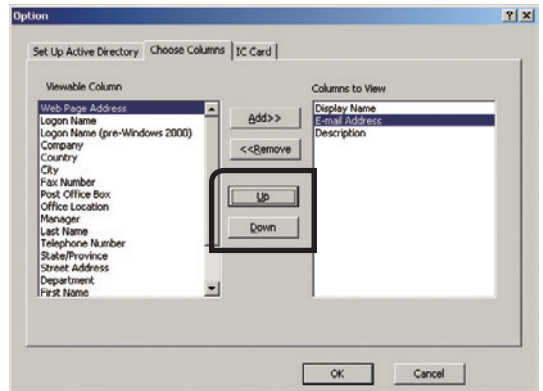 Option
Set Up Active Directory Choose Columns IC Card
Viewable Column
Web Page Address
Logon Name
Logon Name (pre-Windows 2000)
Company
Country
City
Fax Number
Post Office Box
Office Location
Manager
Last Name
Telephone Number
State/Province
Street Address
Department
First Name
Add>>
<<Remove
Up
Down
Columns to View
Display Name
E-mail Address
Description
OK Cancel